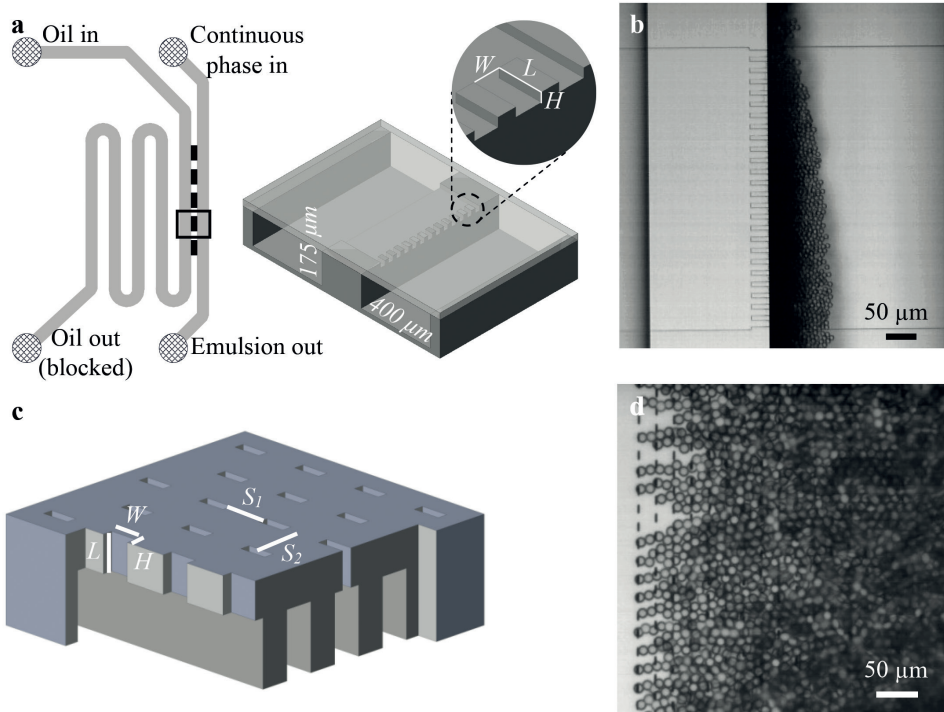 a
Oil in
Continuous
phase in
Oil out
(blocked)
Emulsion out
W
L
H
175 µm
400 µm
b
50 µm
c
S1
W
S2
L
H
d
50 µm